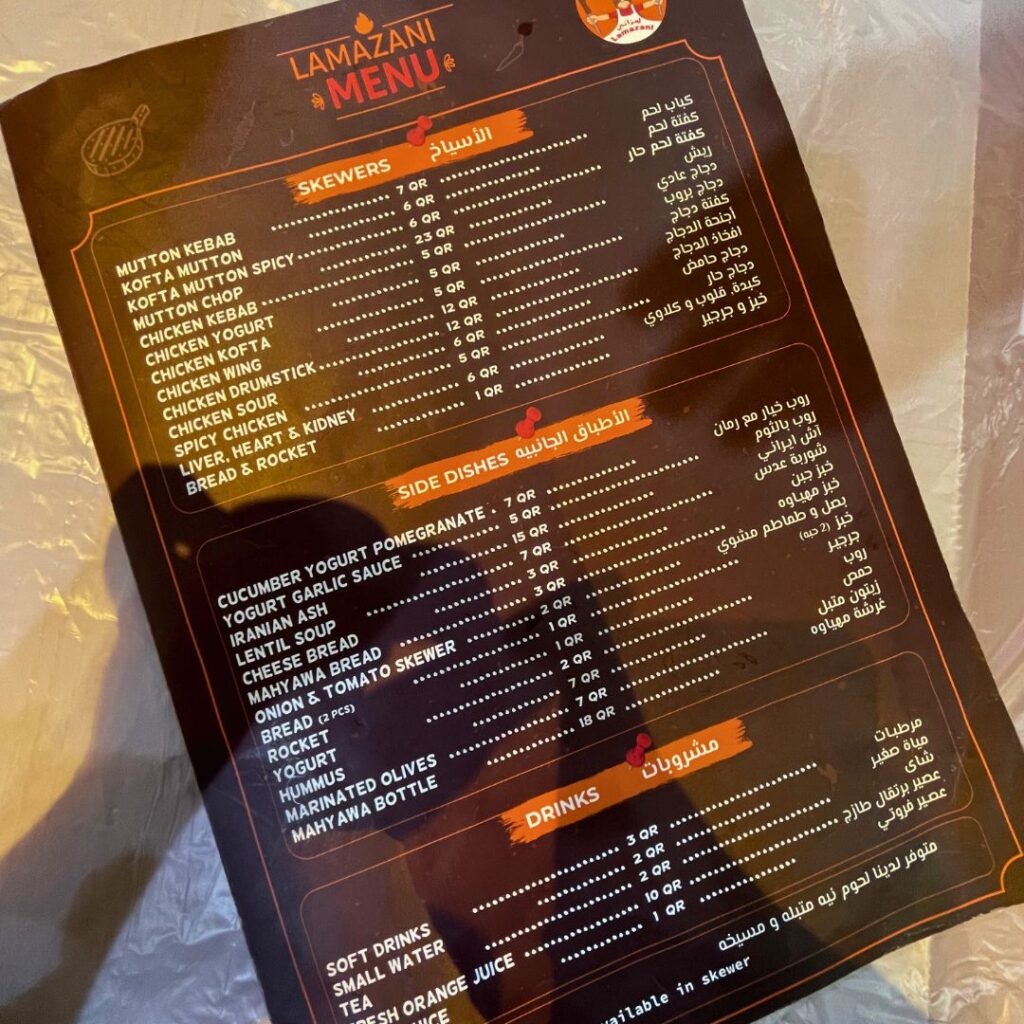 LAMAZANI
MENU
لمزاني
Lamazani
SKEWERS الأسياخ
MUTTON KEBAB 7 QR كباب لحم
KOFTA MUTTON 6 QR كفتة لحم
KOFTA MUTTON SPICY 6 QR كفتة لحم حار
MUTTON CHOP 23 QR ريش
CHICKEN KEBAB 5 QR دجاج عادي
CHICKEN YOGURT 5 QR دجاج بروب
CHICKEN KOFTA 5 QR كفتة دجاج
CHICKEN WING 12 QR أجنحة الدجاج
CHICKEN DRUMSTICK 12 QR افخاذ الدجاج
CHICKEN SOUR 6 QR دجاج حامض
SPICY CHICKEN 5 QR دجاج حار
LIVER, HEART & KIDNEY 6 QR كبدة، قلوب و كلاوي
BREAD & ROCKET 1 QR خبز و جرجير
SIDE DISHES الأطباق الجانبيه
CUCUMBER YOGURT POMEGRANATE 7 QR روب خيار مع رمان
YOGURT GARLIC SAUCE 5 QR روب بالثوم
IRANIAN ASH 15 QR آش ايراني
LENTIL SOUP 7 QR شوربة عدس
CHEESE BREAD 3 QR خبز جبن
MAHYAWA BREAD 3 QR خبز مهياوه
ONION & TOMATO SKEWER 2 QR بصل و طماطم مشوي
BREAD (2 PCS) 1 QR خبز (2 حبه)
ROCKET 1 QR جرجير
YOGURT 2 QR روب
HUMMUS 7 QR حمص
MARINATED OLIVES 7 QR زيتون متبل
MAHYAWA BOTTLE 18 QR غرشة مهياوه
DRINKS مشروبات
SOFT DRINKS 3 QR مرطبات
SMALL WATER 2 QR مياة صغير
TEA 2 QR شاي
FRESH ORANGE JUICE 10 QR عصير برتقال طازج
1 QR عصير فروتي
متوفر لدينا لحوم نيه متبله و مسيخه
available in skewer